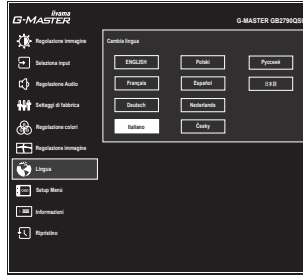 iiyama
G-MASTER
G-MASTER GB2790QS
Regolazione immagine
Seleziona input
Regolazione Audio
Settaggi di fabbrica
Regolazione colori
Regolazione immagine
Lingua
Setup Menù
Informazioni
Ripristino
Cambia lingua
ENGLISH
Polski
Русский
Français
Español
日本語
Deutsch
Nederlands
Italiano
Česky